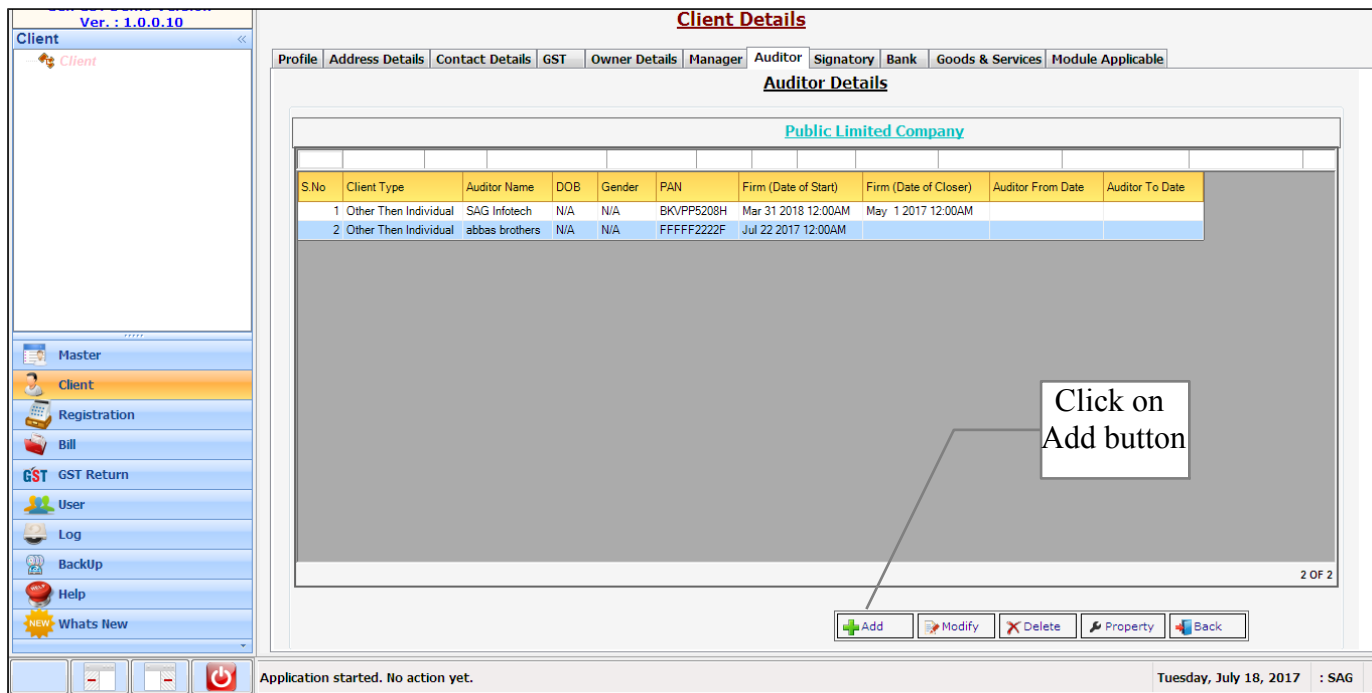 Ver. : 1.0.0.10
Client «
Client
Master
Client
Registration
Bill
GST GST Return
User
Log
BackUp
HELP Help
NEW Whats New
Client Details
Profile Address Details Contact Details GST Owner Details Manager Auditor Signatory Bank Goods & Services Module Applicable
Auditor Details
Public Limited Company
S.No Client Type Auditor Name DOB Gender PAN Firm (Date of Start) Firm (Date of Closer) Auditor From Date Auditor To Date
1 Other Then Individual SAG Infotech N/A N/A BKVPP5208H Mar 31 2018 12:00AM May 1 2017 12:00AM
2 Other Then Individual abbas brothers N/A N/A FFFFF2222F Jul 22 2017 12:00AM
Click on
Add button
2 OF 2
Add Modify Delete Property Back
Application started. No action yet. Tuesday, July 18, 2017 : SAG